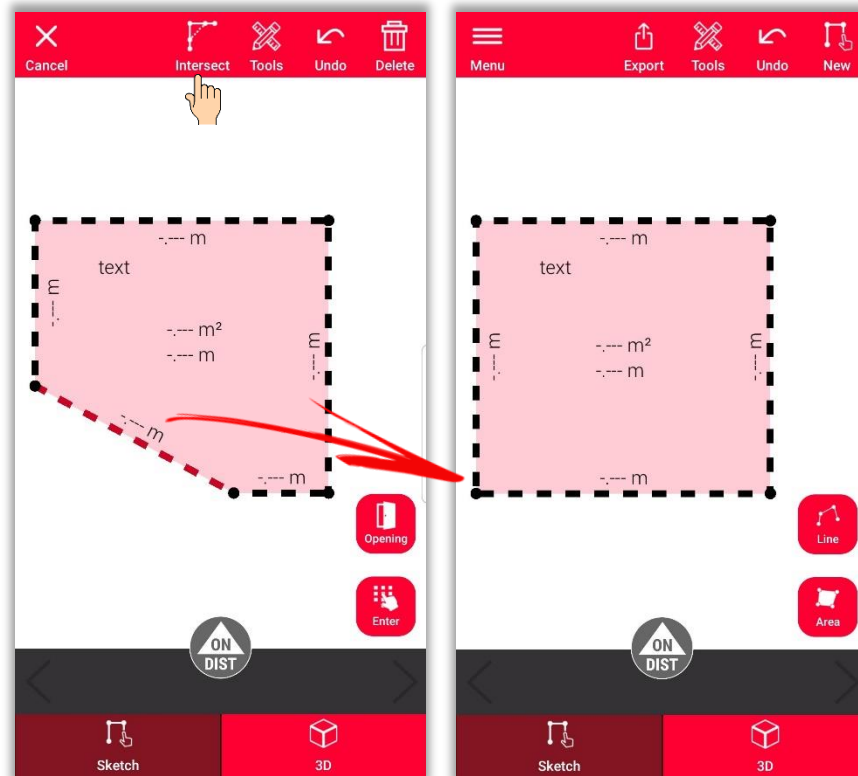 Cancel
Intersect
Tools
Undo
Delete
-.--- m
text
-.--- m
-.--- m²
-.--- m
-.--- m
-.--- m
-.--- m
Opening
Enter
ON
DIST
Sketch
3D
Menu
Export
Tools
Undo
New
-.--- m
text
-.--- m
-.--- m²
-.--- m
-.--- m
-.--- m
Line
Area
ON
DIST
Sketch
3D